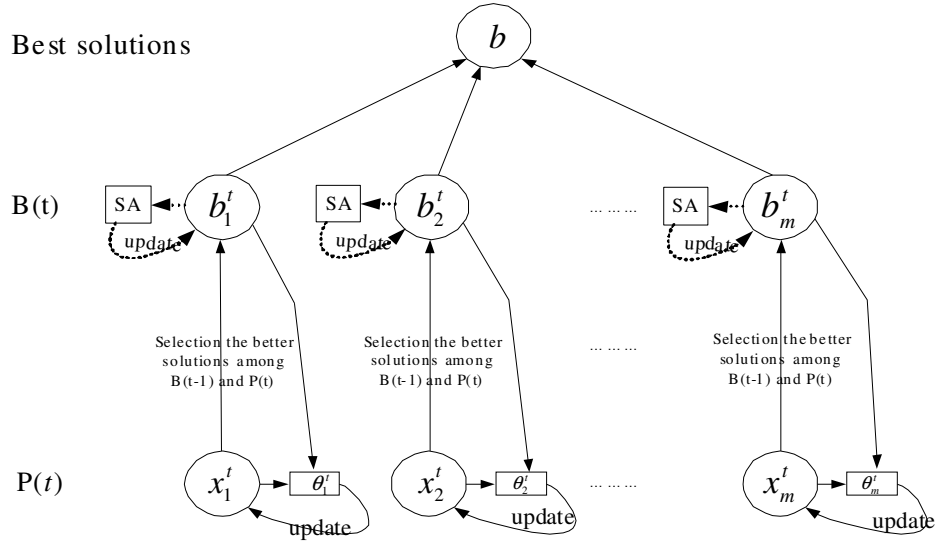 Best solutions
b
B(t)
SA
b_1^t
SA
b_2^t
………
SA
b_m^t
update
update
update
Selection the better
solutions among
B(t-1) and P(t)
Selection the better
solutions among
B(t-1) and P(t)
………
Selection the better
solutions among
B(t-1) and P(t)
P(t)
x_1^t
θ_1^t
x_2^t
θ_2^t
………
x_m^t
θ_m^t
update
update
update